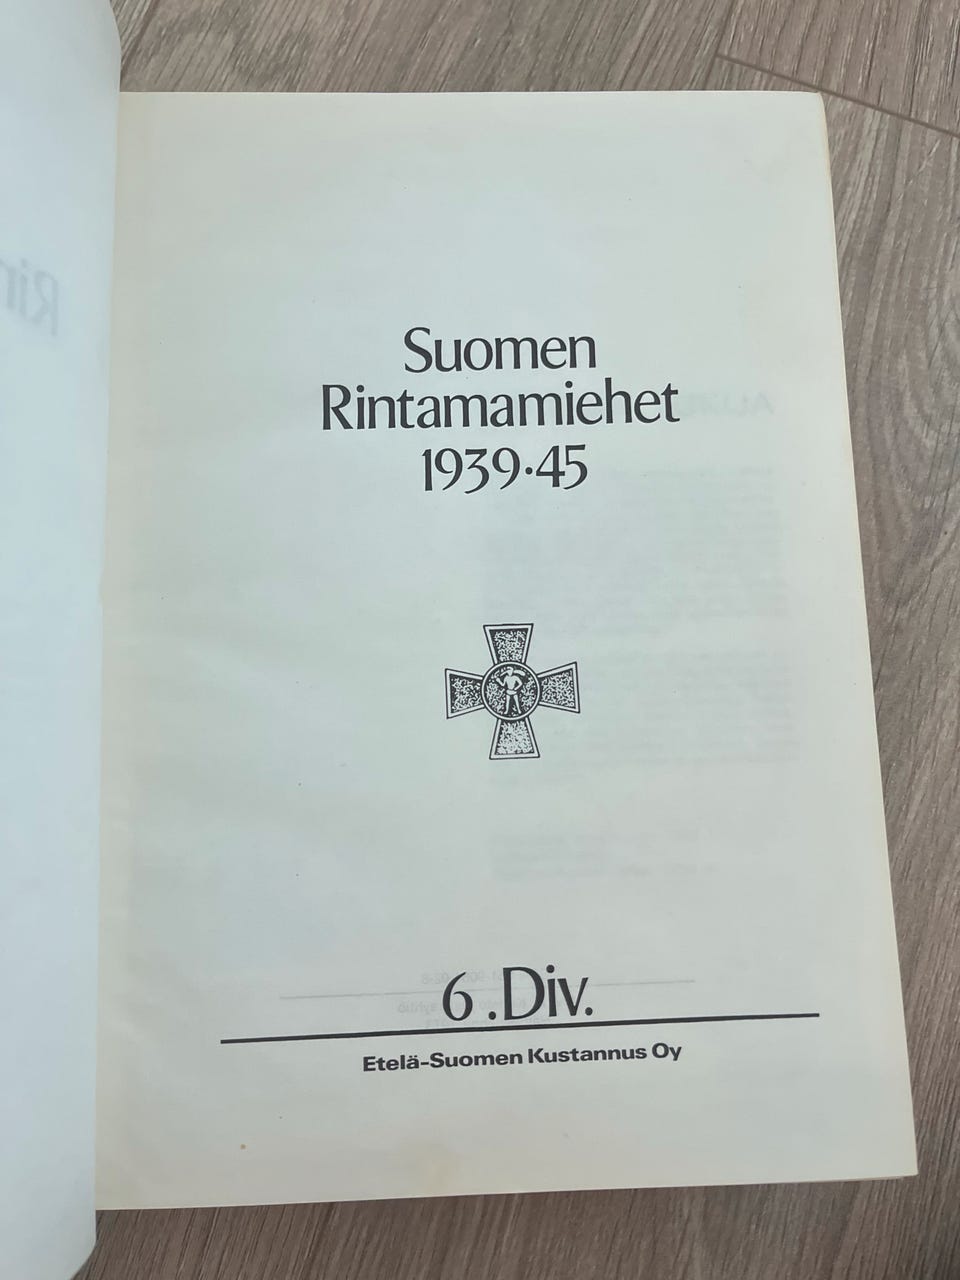 Suomen
Rintamamiehet
1939·45
6 .Div.
Etelä-Suomen Kustannus Oy